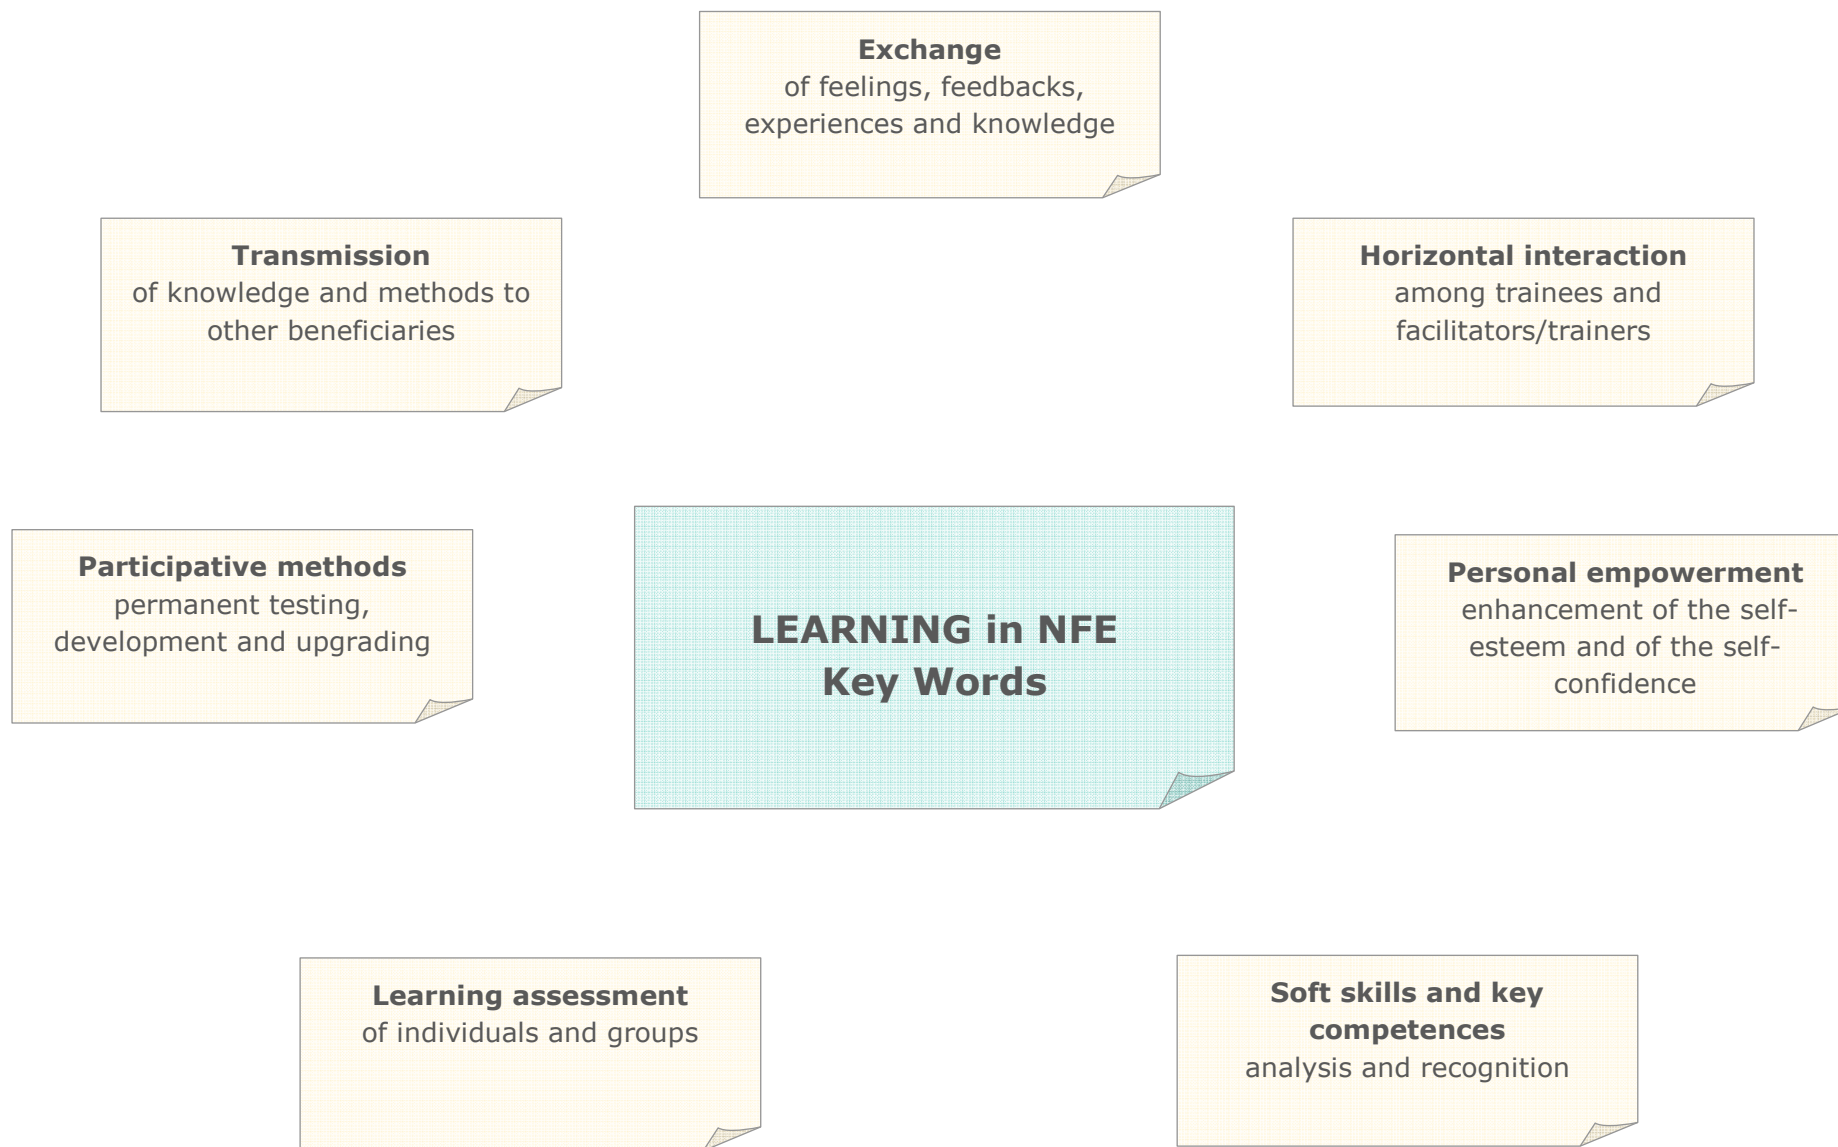 Exchange
of feelings, feedbacks,
experiences and knowledge
Transmission
of knowledge and methods to
other beneficiaries
Horizontal interaction
among trainees and
facilitators/trainers
Participative methods
permanent testing,
development and upgrading
LEARNING in NFE
Key Words
Personal empowerment
enhancement of the self-
esteem and of the self-
confidence
Learning assessment
of individuals and groups
Soft skills and key
competences
analysis and recognition